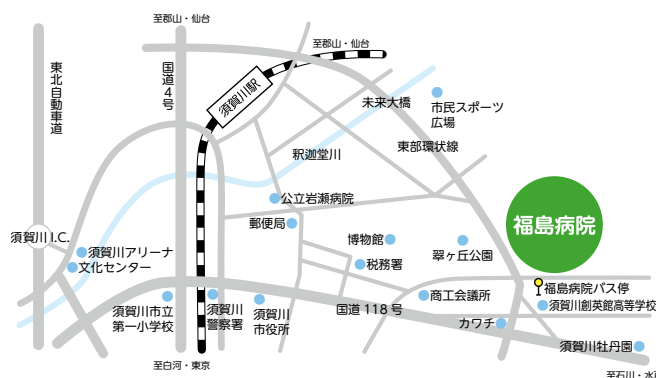 至郡山・仙台
至郡山・仙台
東北自動車道
国道4号
須賀川駅
未来大橋
市民スポーツ
広場
東部環状線
釈迦堂川
公立岩瀬病院
福島病院
郵便局
博物館
翠ヶ丘公園
須賀川I.C.
須賀川アリーナ
文化センター
税務署
福島病院バス停
商工会議所
須賀川創英館高等学校
須賀川市立
第一小学校
須賀川
警察署
須賀川
市役所
国道118号
カワチ
須賀川牡丹園
至白河・東京
至石川・水